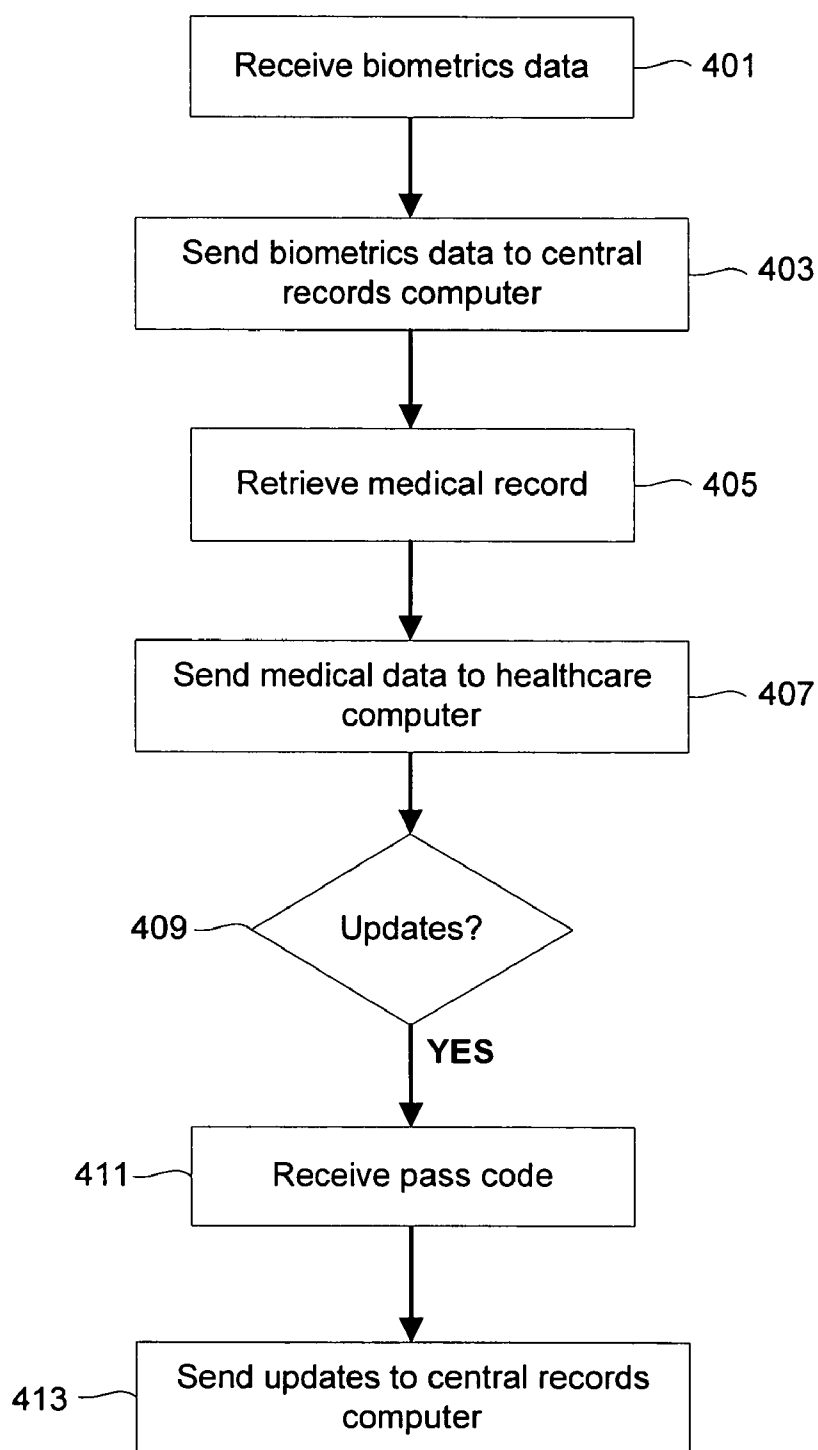 Receive biometrics data
401
Send biometrics data to central
records computer
403
Retrieve medical record
405
Send medical data to healthcare
computer
407
409
Updates?
YES
411
Receive pass code
413
Send updates to central records
computer